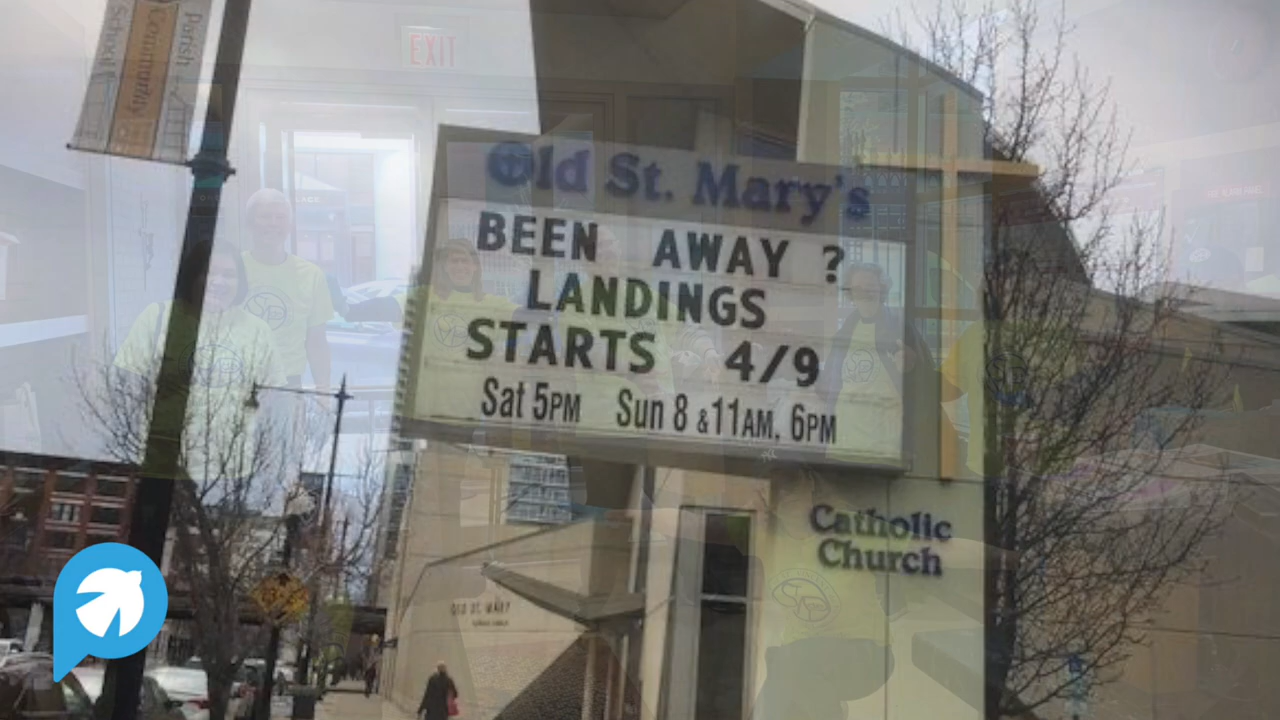 Parish
Community
School
EXIT
Old St. Mary's
BEEN AWAY ?
LANDINGS
STARTS 4/9
Sat 5PM Sun 8 & 11AM, 6PM
Catholic
Church
OLD ST. MARY